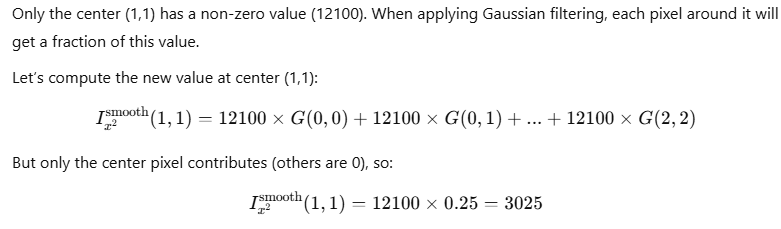 Only the center (1,1) has a non-zero value (12100). When applying Gaussian filtering, each pixel around it will
get a fraction of this value.
Let's compute the new value at center (1,1):
I_{x^2}^{smooth}(1, 1) = 12100 × G(0, 0) + 12100 × G(0, 1) + ... + 12100 × G(2, 2)
But only the center pixel contributes (others are 0), so:
I_{x^2}^{smooth}(1, 1) = 12100 × 0.25 = 3025